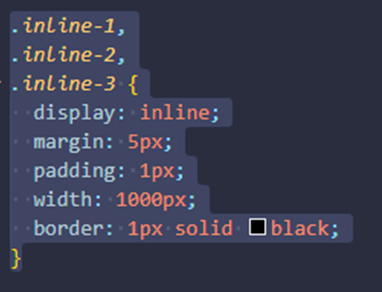 .inline-1,
.inline-2,
.inline-3 {
  display: inline;
  margin: 5px;
  padding: 1px;
  width: 1000px;
  border: 1px solid black;
}